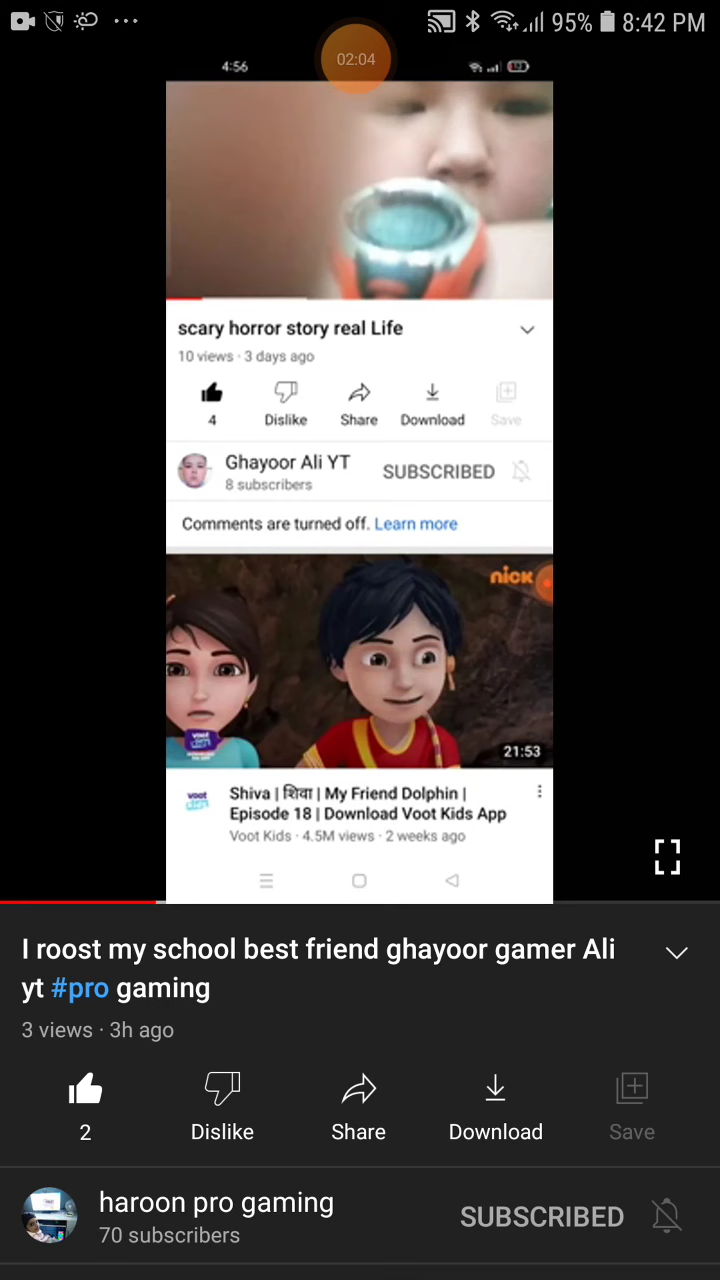 95% 8:42 PM
02:04
4:56
scary horror story real Life
10 views · 3 days ago
4 Dislike Share Download Save
Ghayoor Ali YT
8 subscribers
SUBSCRIBED
Comments are turned off. Learn more
nick
voot
21:53
voot
Shiva | शिवा | My Friend Dolphin |
Episode 18 | Download Voot Kids App
Voot Kids · 4.5M views · 2 weeks ago
I roost my school best friend ghayoor gamer Ali
yt #pro gaming
3 views · 3h ago
2 Dislike Share Download Save
haroon pro gaming
70 subscribers
SUBSCRIBED